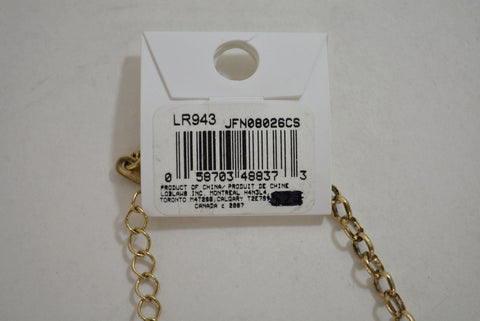 LR943 JFN08026CS
0 58703 48837 3
PRODUCT OF CHINA/ PRODUIT DE CHINE
LOBLAWS INC. MONTREAL H4N3L4
TORONTO M4T2S8,CALGARY
CANADA c 2007